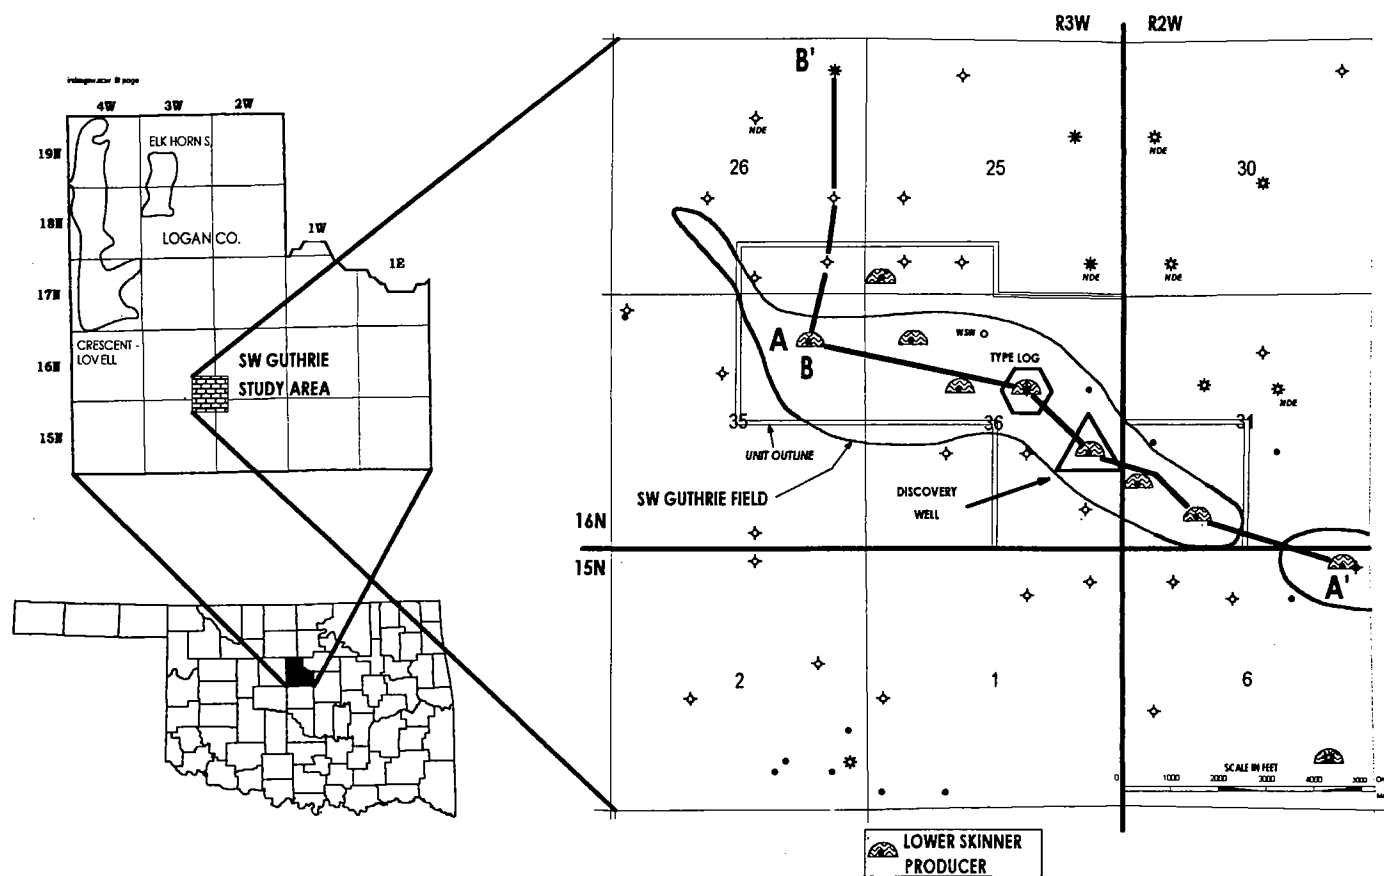 R3W
R2W
B'
page
4W
3W
2W
NDE
19N
ELK HORN S.
NDE
26
25
30
18N
LOGAN CO.
1W
1E
NDE
NDE
17N
WSW
CRESCENT -
LOVELL
A
B
TYPE LOG
16N
SW GUTHRIE
STUDY AREA
NDE
35
36
31
15N
UNIT OUTLINE
SW GUTHRIE FIELD
DISCOVERY
WELL
16N
15N
A'
2
1
6
SCALE IN FEET
0
1000
2000
3000
4000
5000
LOWER SKINNER
PRODUCER